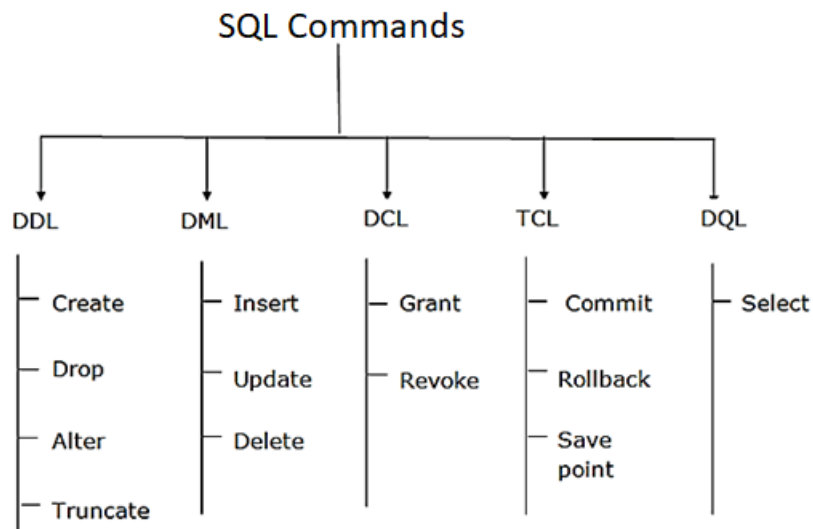 SQL Commands
DDL
DML
DCL
TCL
DQL
Create
Drop
Alter
Truncate
Insert
Update
Delete
Grant
Revoke
Commit
Rollback
Save
point
Select